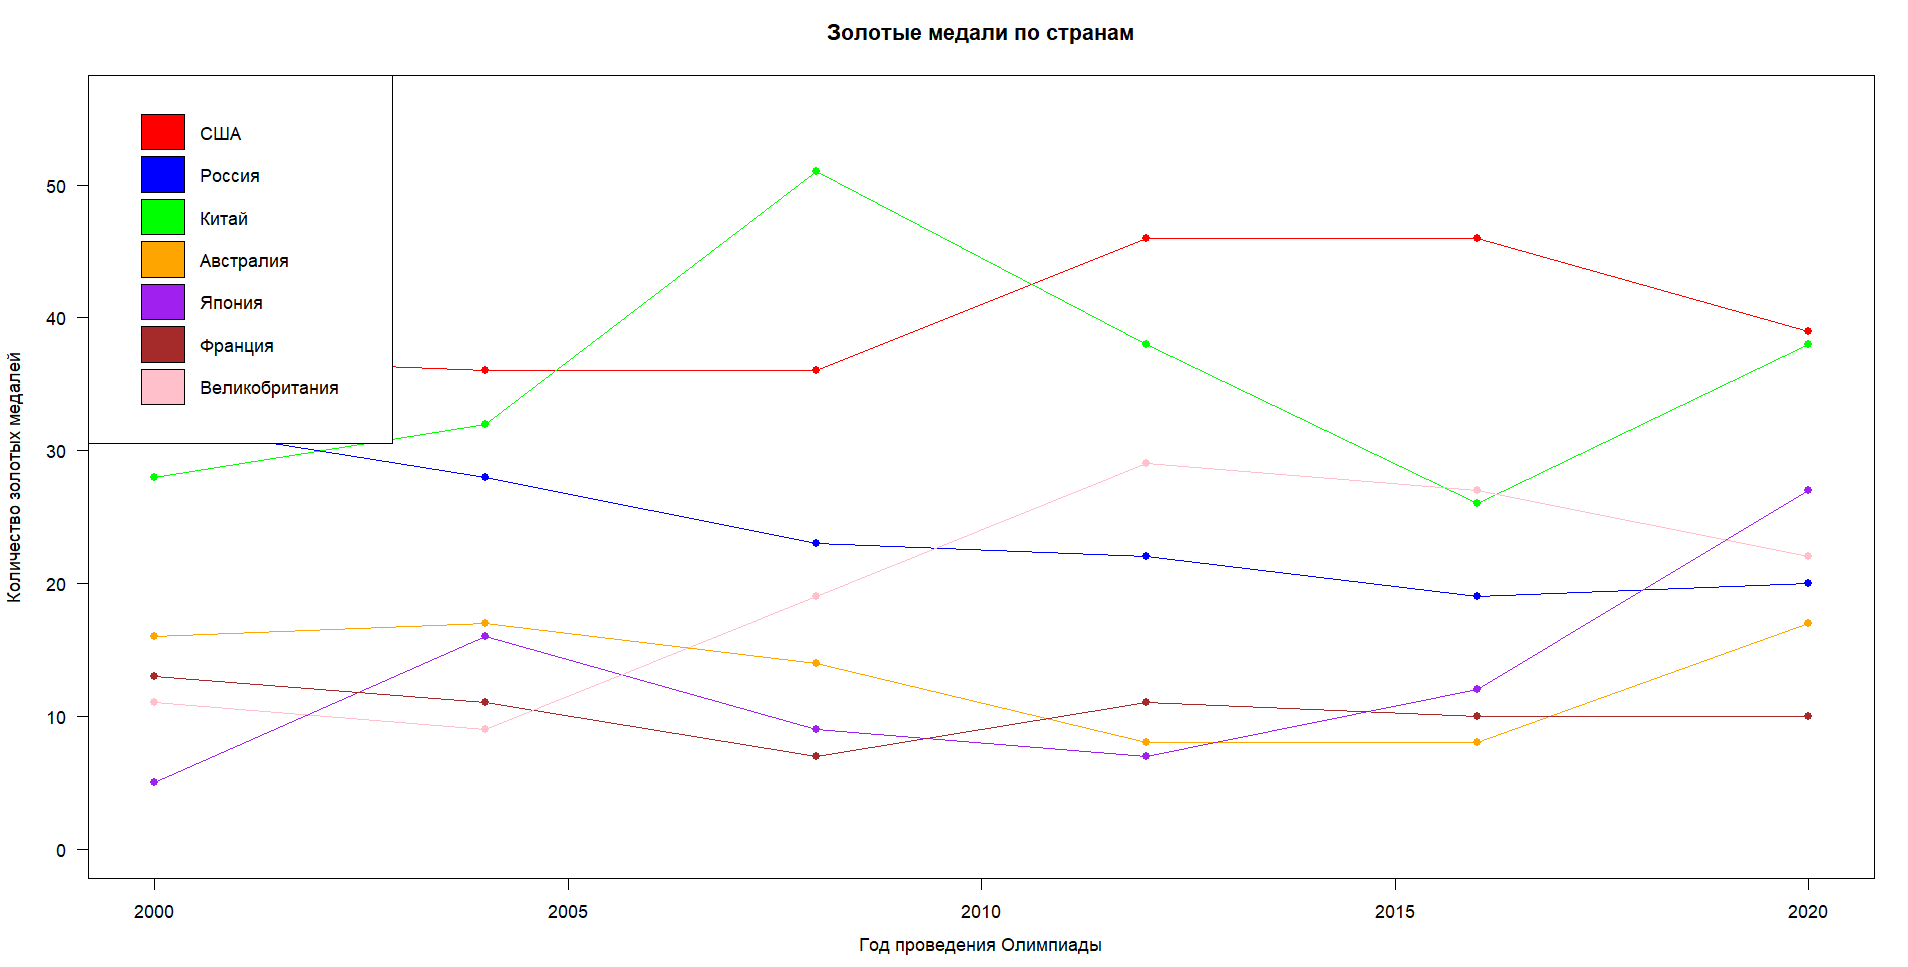 Золотые медали по странам
США
Россия
Китай
Австралия
Япония
Франция
Великобритания
Количество золотых медалей
50
40
30
20
10
0
2000 2005 2010 2015 2020
Год проведения Олимпиады